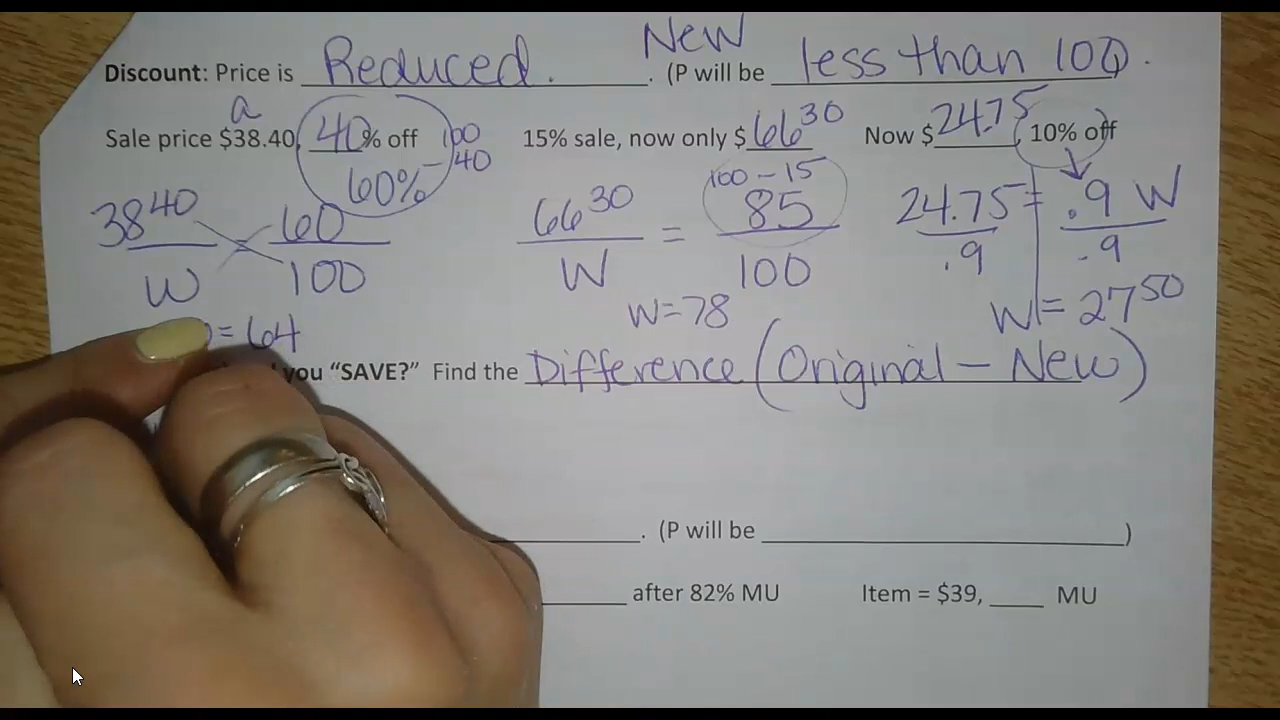 New
Discount: Price is Reduced. (P will be less than 100.
a
Sale price $38.40, 40% off 100 15% sale, now only $66 30 Now $24.75, 10% off
60% -40 100 - 15
38 40 60 66 30 85 24.75 = .9 W
W 100 = W 100 .9 .9
= 64 W = 78 W = 27 50
you “SAVE?” Find the Difference (Original - New)
. (P will be )
after 82% MU Item = $39, MU